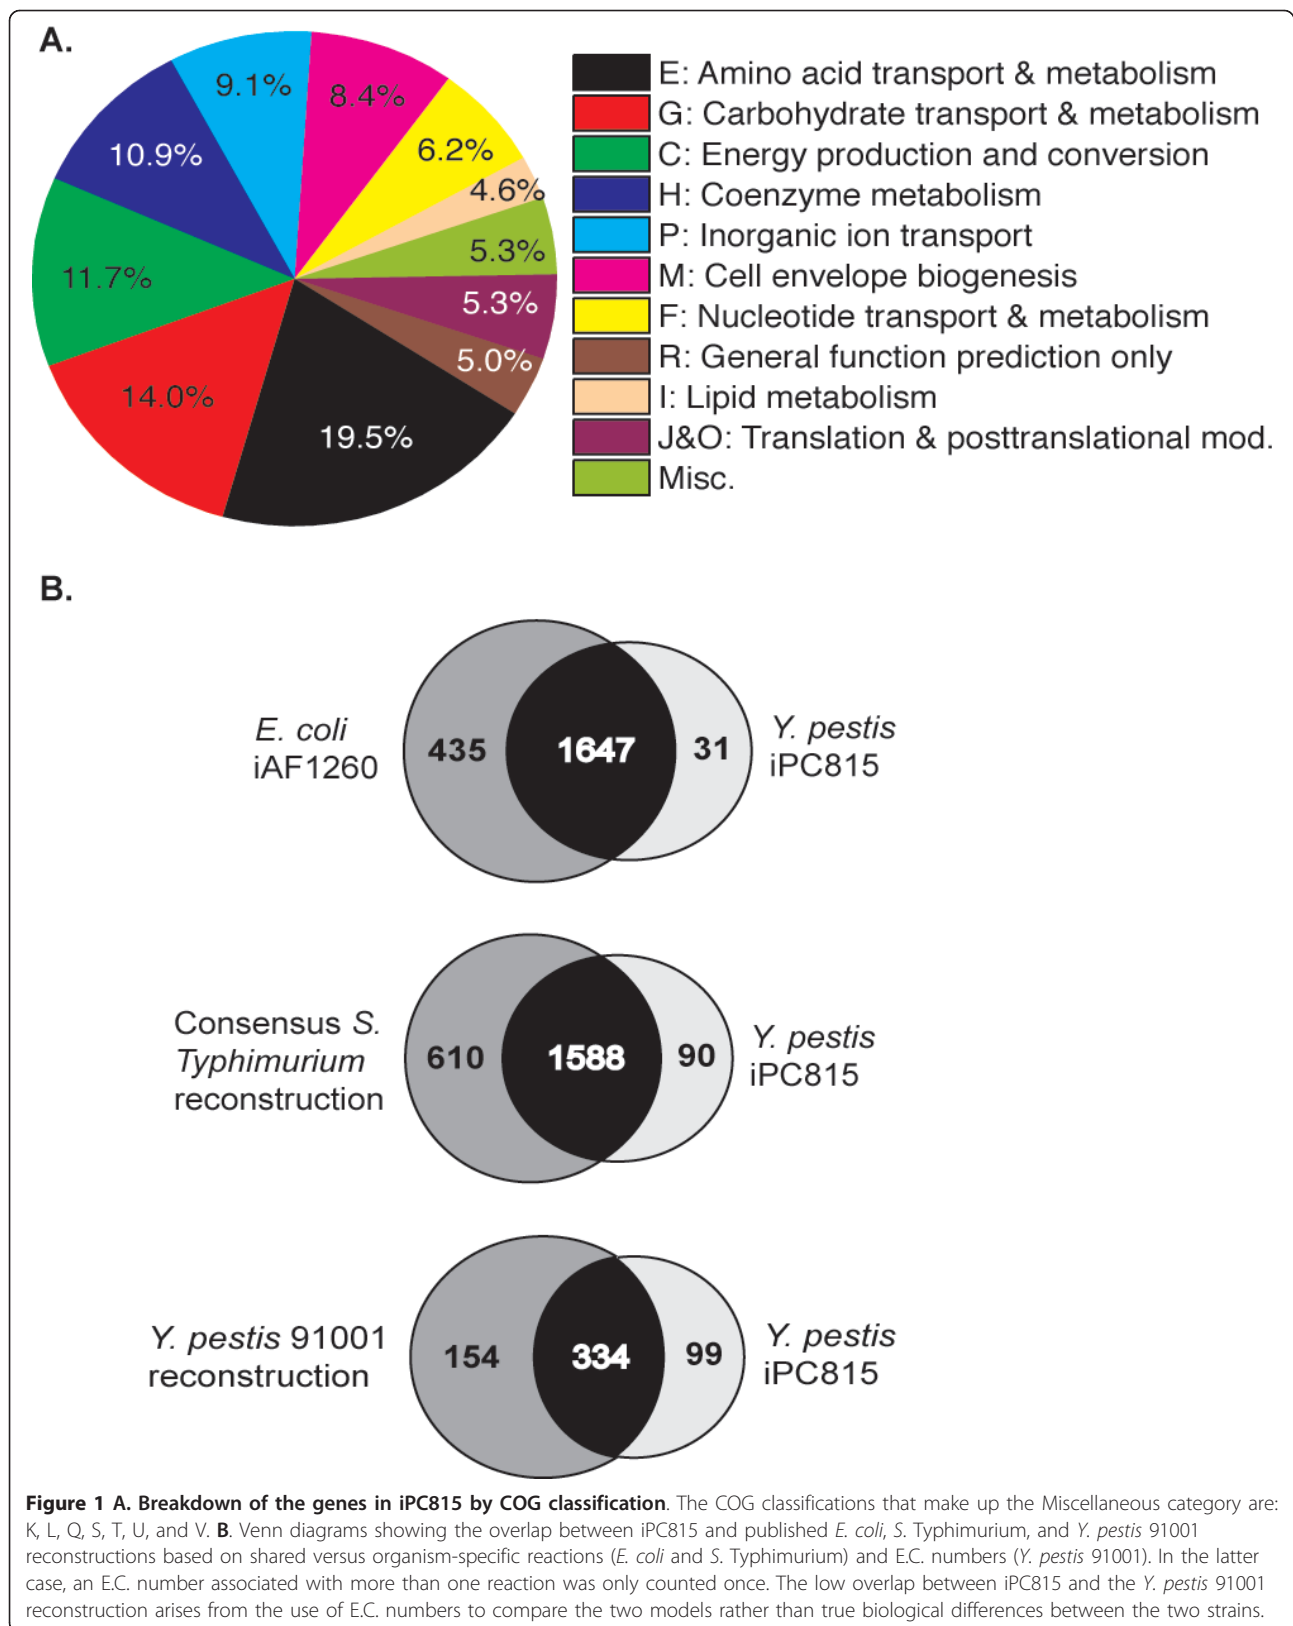 A.
9.1%
8.4%
6.2%
4.6%
5.3%
5.3%
5.0%
19.5%
14.0%
11.7%
10.9%
E: Amino acid transport & metabolism
G: Carbohydrate transport & metabolism
C: Energy production and conversion
H: Coenzyme metabolism
P: Inorganic ion transport
M: Cell envelope biogenesis
F: Nucleotide transport & metabolism
R: General function prediction only
I: Lipid metabolism
J&O: Translation & posttranslational mod.
Misc.
B.
E. coli
iAF1260
435
1647
31
Y. pestis
iPC815
Consensus S.
Typhimurium
reconstruction
610
1588
90
Y. pestis
iPC815
Y. pestis 91001
reconstruction
154
334
99
Y. pestis
iPC815
Figure 1 A. Breakdown of the genes in iPC815 by COG classification. The COG classifications that make up the Miscellaneous category are:
K, L, Q, S, T, U, and V. B. Venn diagrams showing the overlap between iPC815 and published E. coli, S. Typhimurium, and Y. pestis 91001
reconstructions based on shared versus organism-specific reactions (E. coli and S. Typhimurium) and E.C. numbers (Y. pestis 91001). In the latter
case, an E.C. number associated with more than one reaction was only counted once. The low overlap between iPC815 and the Y. pestis 91001
reconstruction arises from the use of E.C. numbers to compare the two models rather than true biological differences between the two strains.